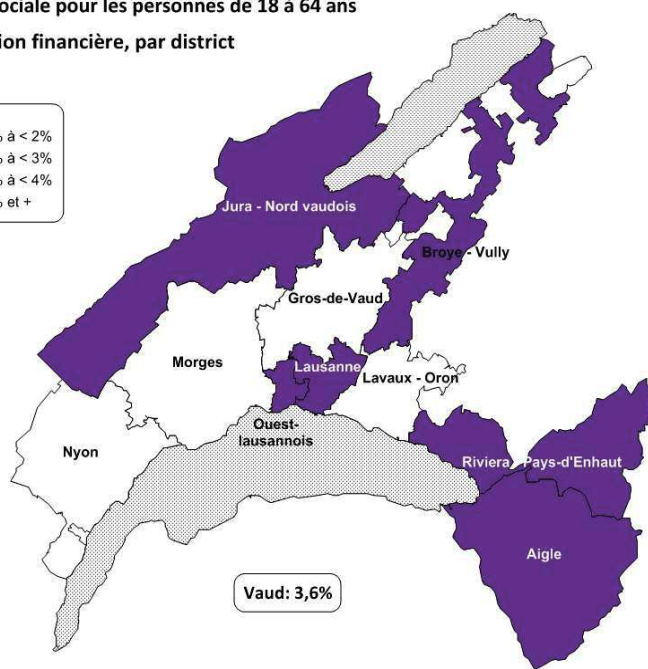 ociale pour les personnes de 18 à 64 ans
ion financière, par district
à < 2%
à < 3%
à < 4%
et +
Jura - Nord vaudois
Broye - Vully
Gros-de-Vaud
Morges
Lausanne
Lavaux - Oron
Ouest-
lausannois
Nyon
Riviera - Pays-d'Enhaut
Aigle
Vaud: 3,6%